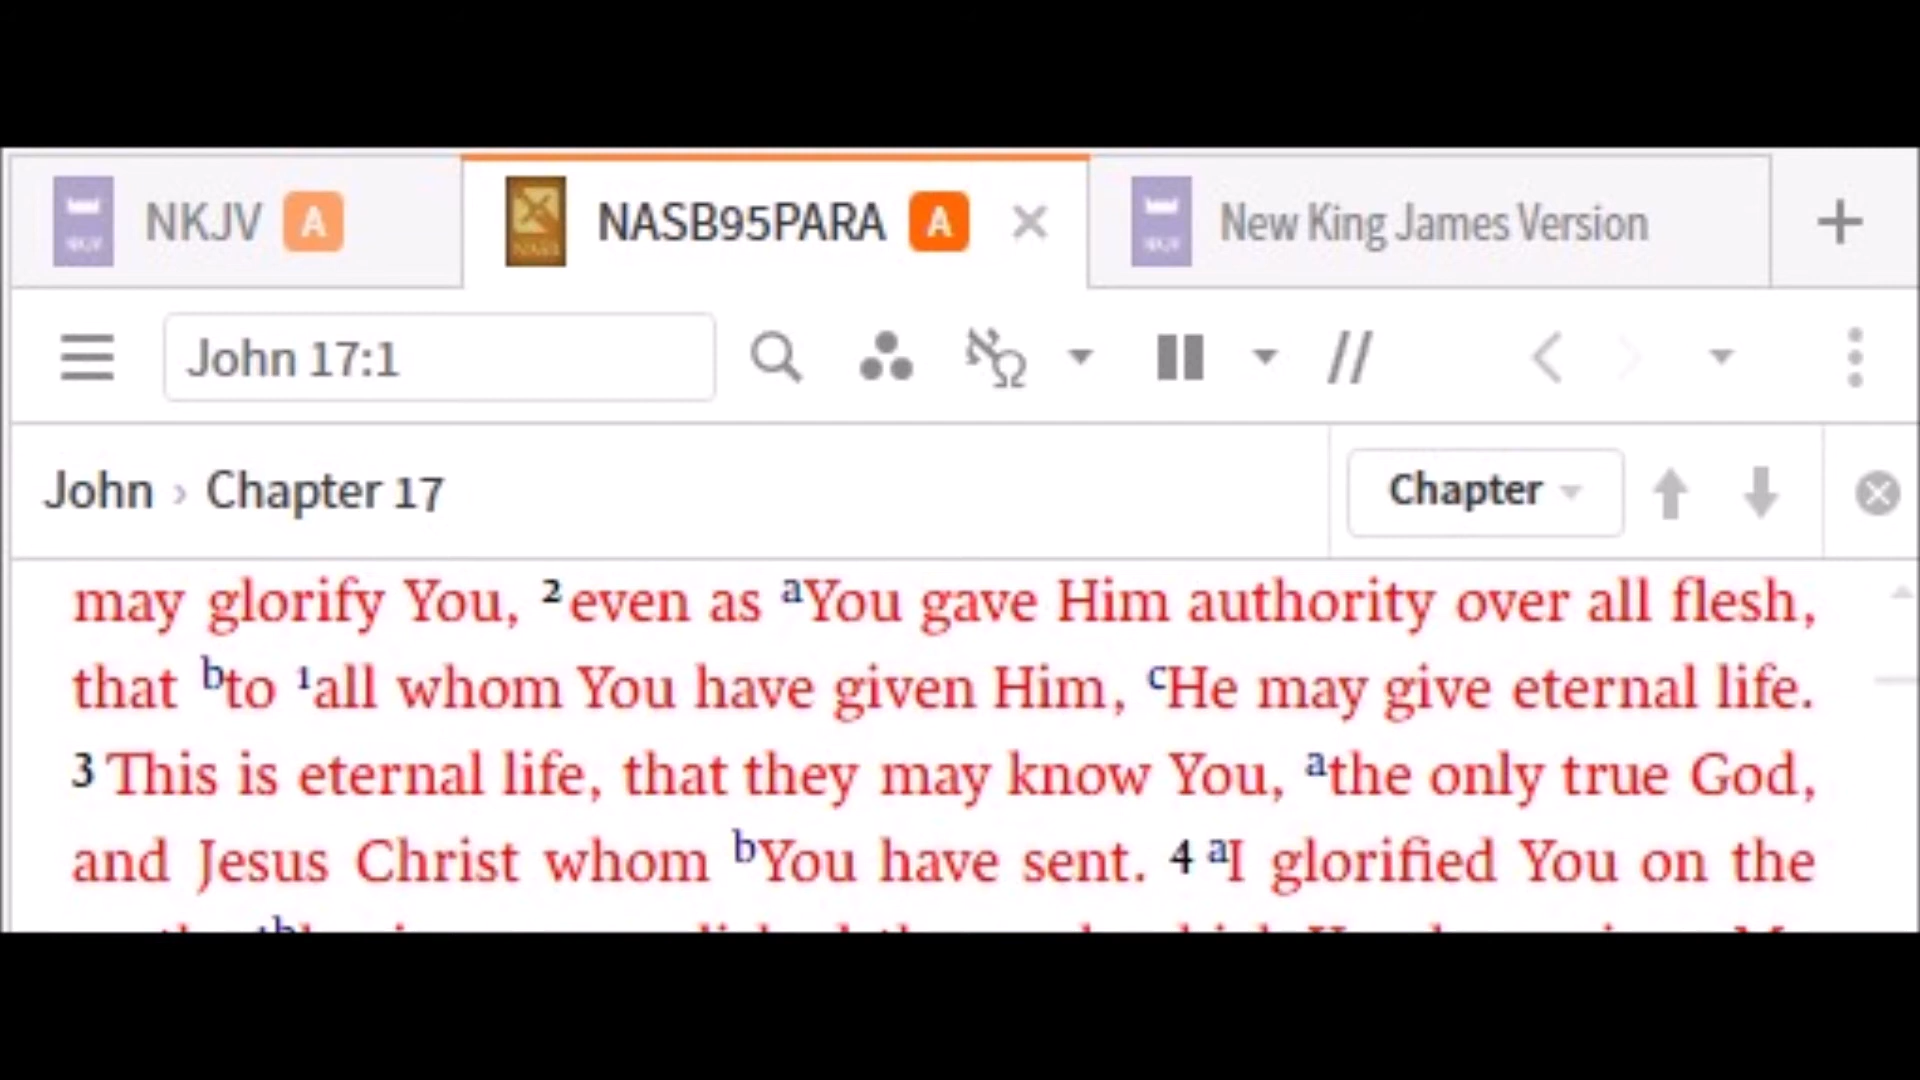 NKJV A NASB95PARA A New King James Version
John 17:1
John › Chapter 17 Chapter
may glorify You, 2 even as aYou gave Him authority over all flesh,
that bto 1all whom You have given Him, cHe may give eternal life.
3 This is eternal life, that they may know You, athe only true God,
and Jesus Christ whom bYou have sent. 4 aI glorified You on the